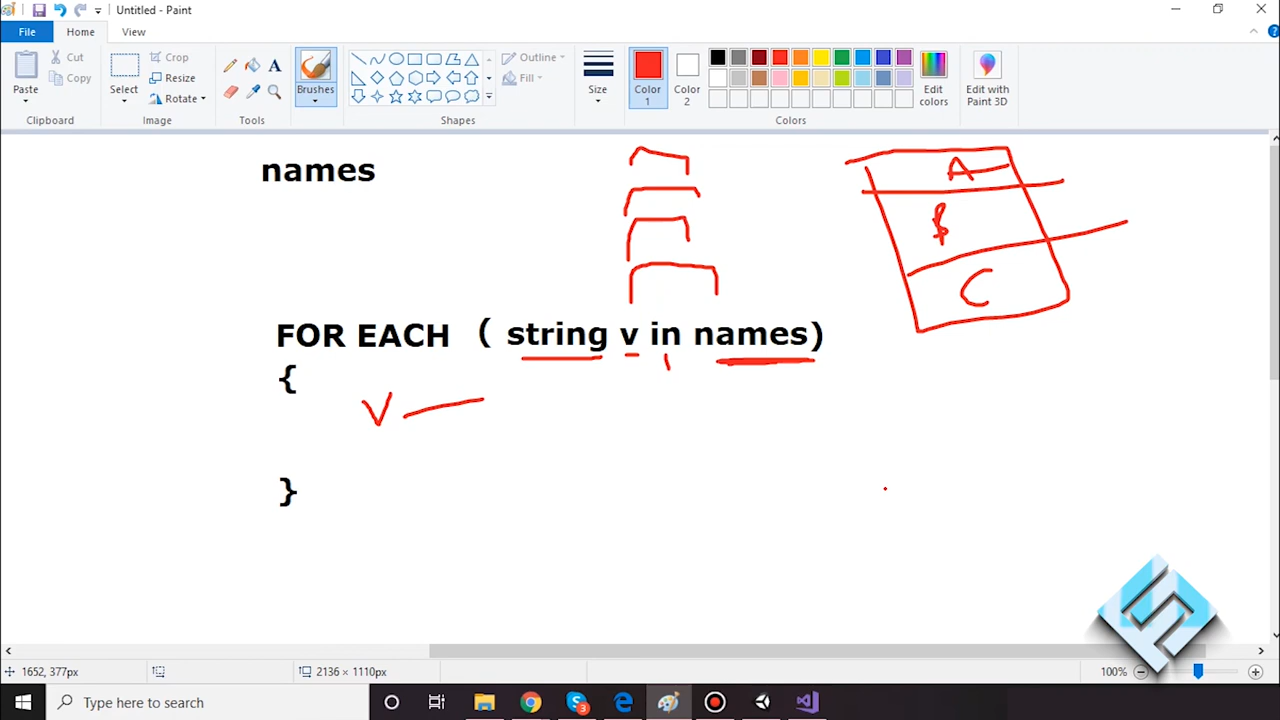 Untitled - Paint
File
Home
View
Paste
Cut
Copy
Clipboard
Select
Crop
Resize
Rotate
Image
Tools
Brushes
Outline
Fill
Shapes
Size
Color
1
Color
2
Edit
colors
Edit with
Paint 3D
Colors
names
A
B
C
FOR EACH ( string v in names)
{
V
}
1652, 377px
2136 × 1110px
100%
Type here to search
3